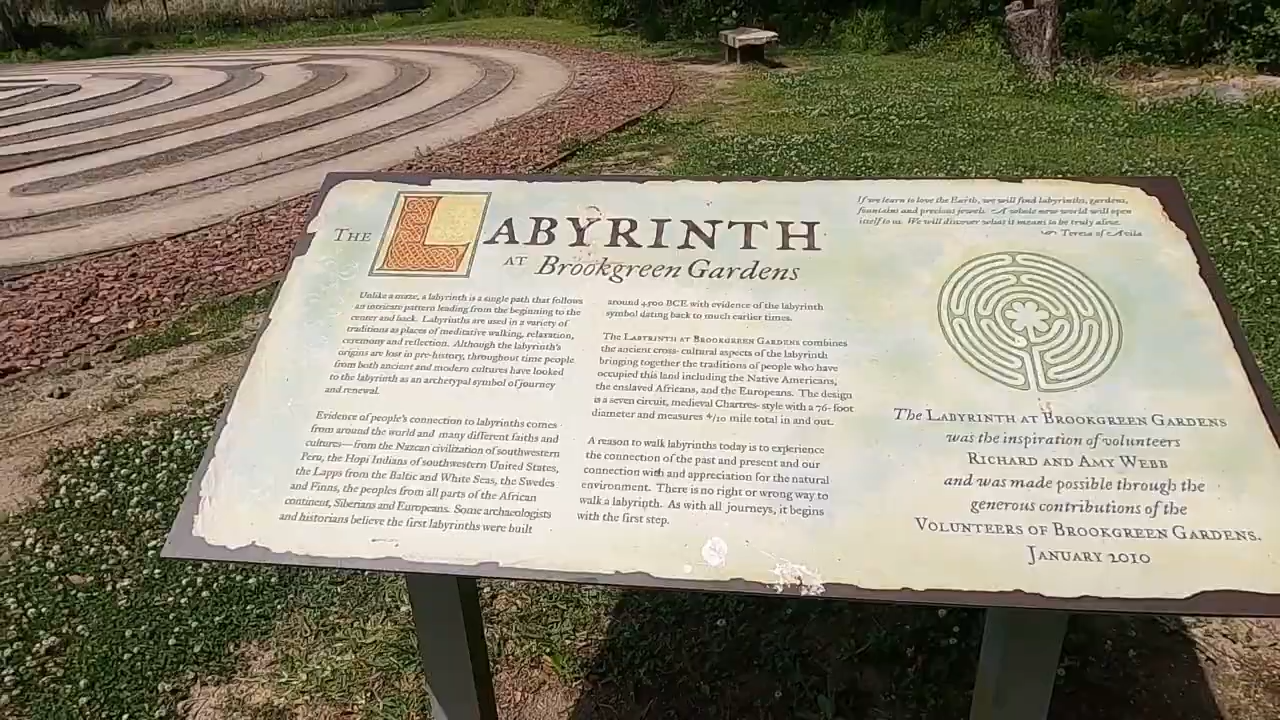 THE LABYRINTH
AT Brookgreen Gardens
Unlike a maze, a labyrinth is a single path that follows
an intricate pattern leading from the beginning to the
center and back. Labyrinths are used in a variety of
traditions as places of meditative walking, relaxation,
ceremony and reflection. Although the labyrinth's
origins are lost in pre-history, throughout time people
from both ancient and modern cultures have looked
to the labyrinth as an archetypal symbol of journey
and renewal.
Evidence of people's connection to labyrinths comes
from around the world and many different faiths and
cultures—from the Nazcan civilization of southwestern
Peru, the Hopi Indians of southwestern United States,
the Lapps from the Baltic and White Seas, the Swedes
and Finns, the peoples from all parts of the African
continent, Siberians and Europeans. Some archaeologists
and historians believe the first labyrinths were built
around 4500 BCE with evidence of the labyrinth
symbol dating back to much earlier times.
The LABYRINTH AT BROOKGREEN GARDENS combines
the ancient cross-cultural aspects of the labyrinth
bringing together the traditions of people who have
occupied this land including the Native Americans,
the enslaved Africans, and the Europeans. The design
is a seven circuit, medieval Chartres-style with a 76-foot
diameter and measures 4/10 mile total in and out.
A reason to walk labyrinths today is to experience
the connection of the past and present and our
connection with and appreciation for the natural
environment. There is no right or wrong way to
walk a labyrinth. As with all journeys, it begins
with the first step.
If we learn to love the Earth, we will find labyrinths, gardens,
fountains and precious jewels. A whole new world will open
itself to us. We will discover what it means to be truly alive.
Teresa of Avila
The LABYRINTH AT BROOKGREEN GARDENS
was the inspiration of volunteers
RICHARD AND AMY WEBB
and was made possible through the
generous contributions of the
VOLUNTEERS OF BROOKGREEN GARDENS.
JANUARY 2010